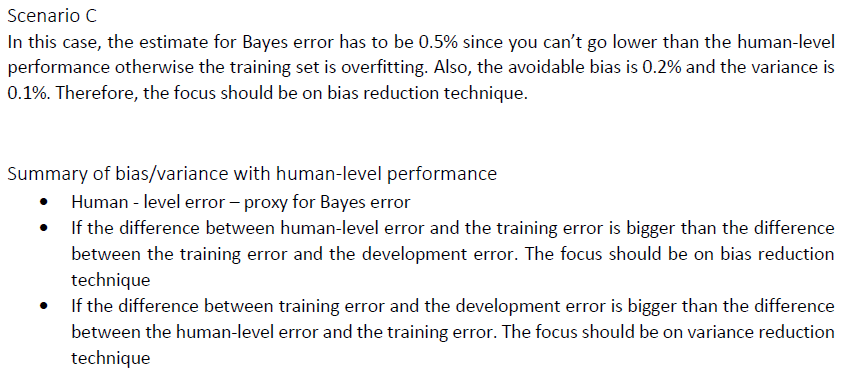 Scenario C
In this case, the estimate for Bayes error has to be 0.5% since you can’t go lower than the human-level
performance otherwise the training set is overfitting. Also, the avoidable bias is 0.2% and the variance is
0.1%. Therefore, the focus should be on bias reduction technique.
Summary of bias/variance with human-level performance
• Human - level error – proxy for Bayes error
• If the difference between human-level error and the training error is bigger than the difference
between the training error and the development error. The focus should be on bias reduction
technique
• If the difference between training error and the development error is bigger than the difference
between the human-level error and the training error. The focus should be on variance reduction
technique